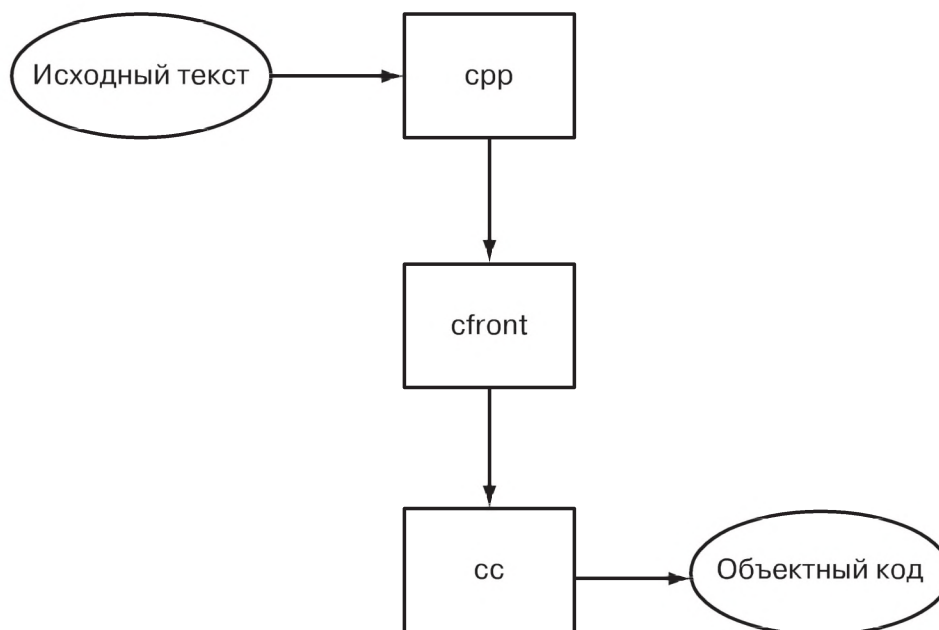 Исходный текст
cpp
cfront
cc
Объектный код